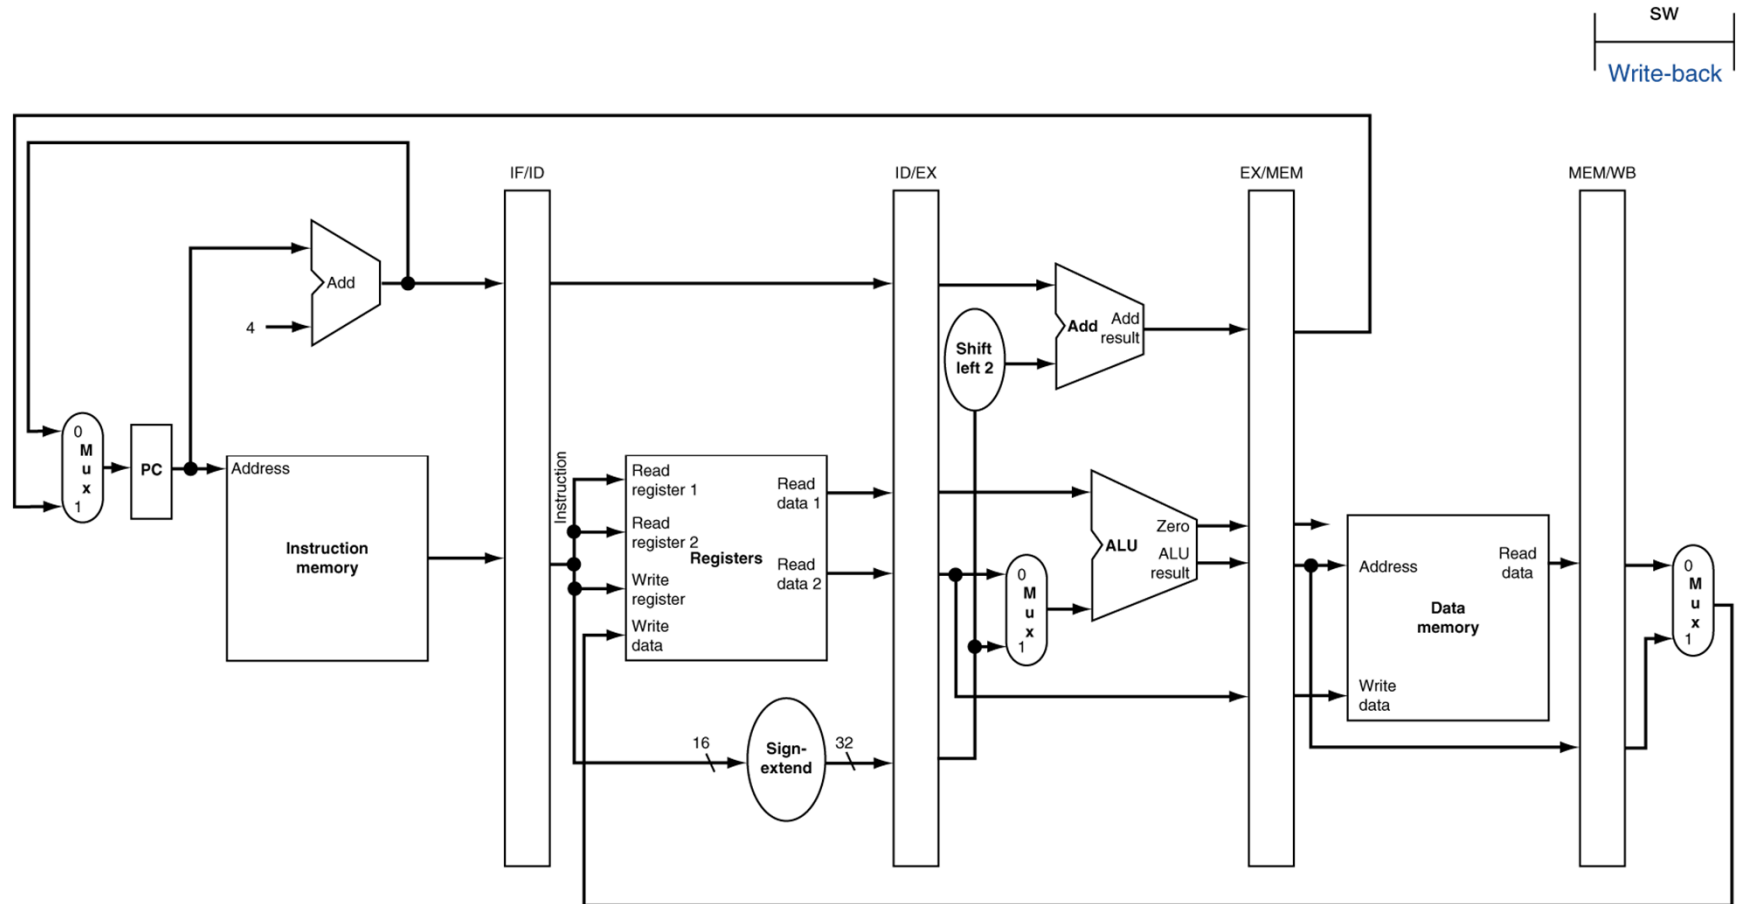 SW
Write-back
IF/ID
ID/EX
EX/MEM
MEM/WB
Add
4
Add
Add
result
Shift
left 2
0
M
u
x
1
PC
Address
Instruction
memory
Instruction
Read
register 1
Read
register 2
Write
register
Write
data
Registers
Read
data 1
Read
data 2
16
Sign-
extend
32
0
M
u
x
1
ALU
Zero
ALU
result
Address
Read
data
Data
memory
Write
data
0
M
u
x
1